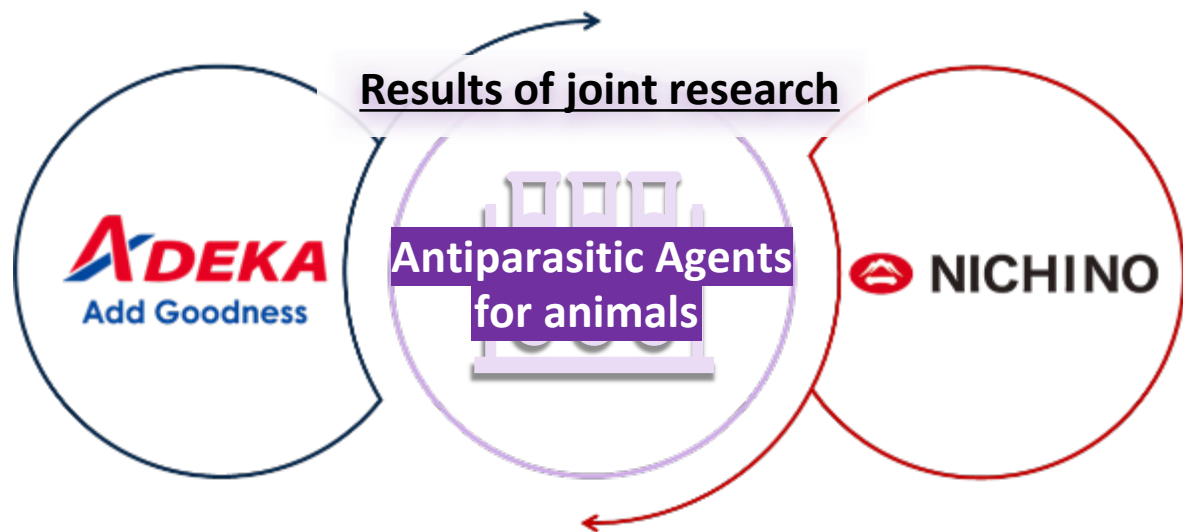 Results of joint research
ADEKA
Add Goodness
Antiparasitic Agents
for animals
NICHINO